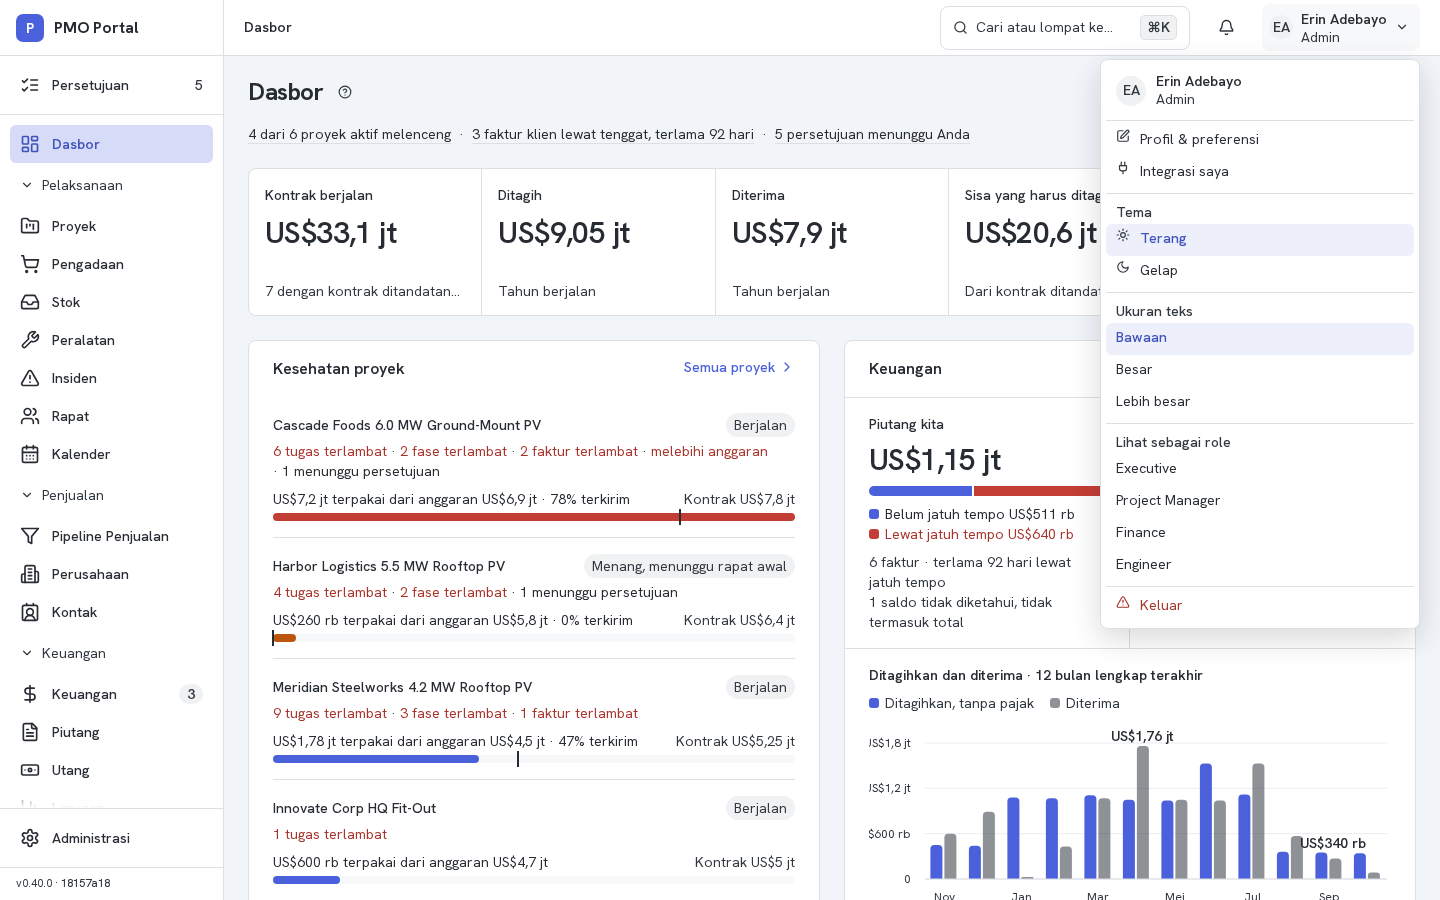 P PMO Portal
Persetujuan 5
Dasbor
Pelaksanaan
Proyek
Pengadaan
Stok
Peralatan
Insiden
Rapat
Kalender
Penjualan
Pipeline Penjualan
Perusahaan
Kontak
Keuangan
Keuangan 3
Piutang
Utang
Administrasi
v0.40.0 · 18157a18
Dasbor
Cari atau lompat ke... ⌘K
EA Erin Adebayo
Admin
Dasbor
4 dari 6 proyek aktif melenceng · 3 faktur klien lewat tenggat, terlama 92 hari · 5 persetujuan menunggu Anda
Kontrak berjalan
US$33,1 jt
7 dengan kontrak ditandatan...
Ditagih
US$9,05 jt
Tahun berjalan
Diterima
US$7,9 jt
Tahun berjalan
Sisa yang harus ditag
US$20,6 jt
Dari kontrak ditandat
Kesehatan proyek
Semua proyek
Cascade Foods 6.0 MW Ground-Mount PV Berjalan
6 tugas terlambat · 2 fase terlambat · 2 faktur terlambat · melebihi anggaran
· 1 menunggu persetujuan
US$7,2 jt terpakai dari anggaran US$6,9 jt · 78% terkirim Kontrak US$7,8 jt
Harbor Logistics 5.5 MW Rooftop PV Menang, menunggu rapat awal
4 tugas terlambat · 2 fase terlambat · 1 menunggu persetujuan
US$260 rb terpakai dari anggaran US$5,8 jt · 0% terkirim Kontrak US$6,4 jt
Meridian Steelworks 4.2 MW Rooftop PV Berjalan
9 tugas terlambat · 3 fase terlambat · 1 faktur terlambat
US$1,78 jt terpakai dari anggaran US$4,5 jt · 47% terkirim Kontrak US$5,25 jt
Innovate Corp HQ Fit-Out Berjalan
1 tugas terlambat
US$600 rb terpakai dari anggaran US$4,7 jt Kontrak US$5 jt
Keuangan
Piutang kita
US$1,15 jt
Belum jatuh tempo US$511 rb
Lewat jatuh tempo US$640 rb
6 faktur · terlama 92 hari lewat
jatuh tempo
1 saldo tidak diketahui, tidak
termasuk total
Ditagihkan dan diterima · 12 bulan lengkap terakhir
Ditagihkan, tanpa pajak Diterima
US$1,76 jt
JS$1,8 jt
JS$1,2 jt
$600 rb
US$340 rb
0
Nov Jan Mar Mei Jul Sep
EA Erin Adebayo
Admin
Profil & preferensi
Integrasi saya
Tema
Terang
Gelap
Ukuran teks
Bawaan
Besar
Lebih besar
Lihat sebagai role
Executive
Project Manager
Finance
Engineer
Keluar